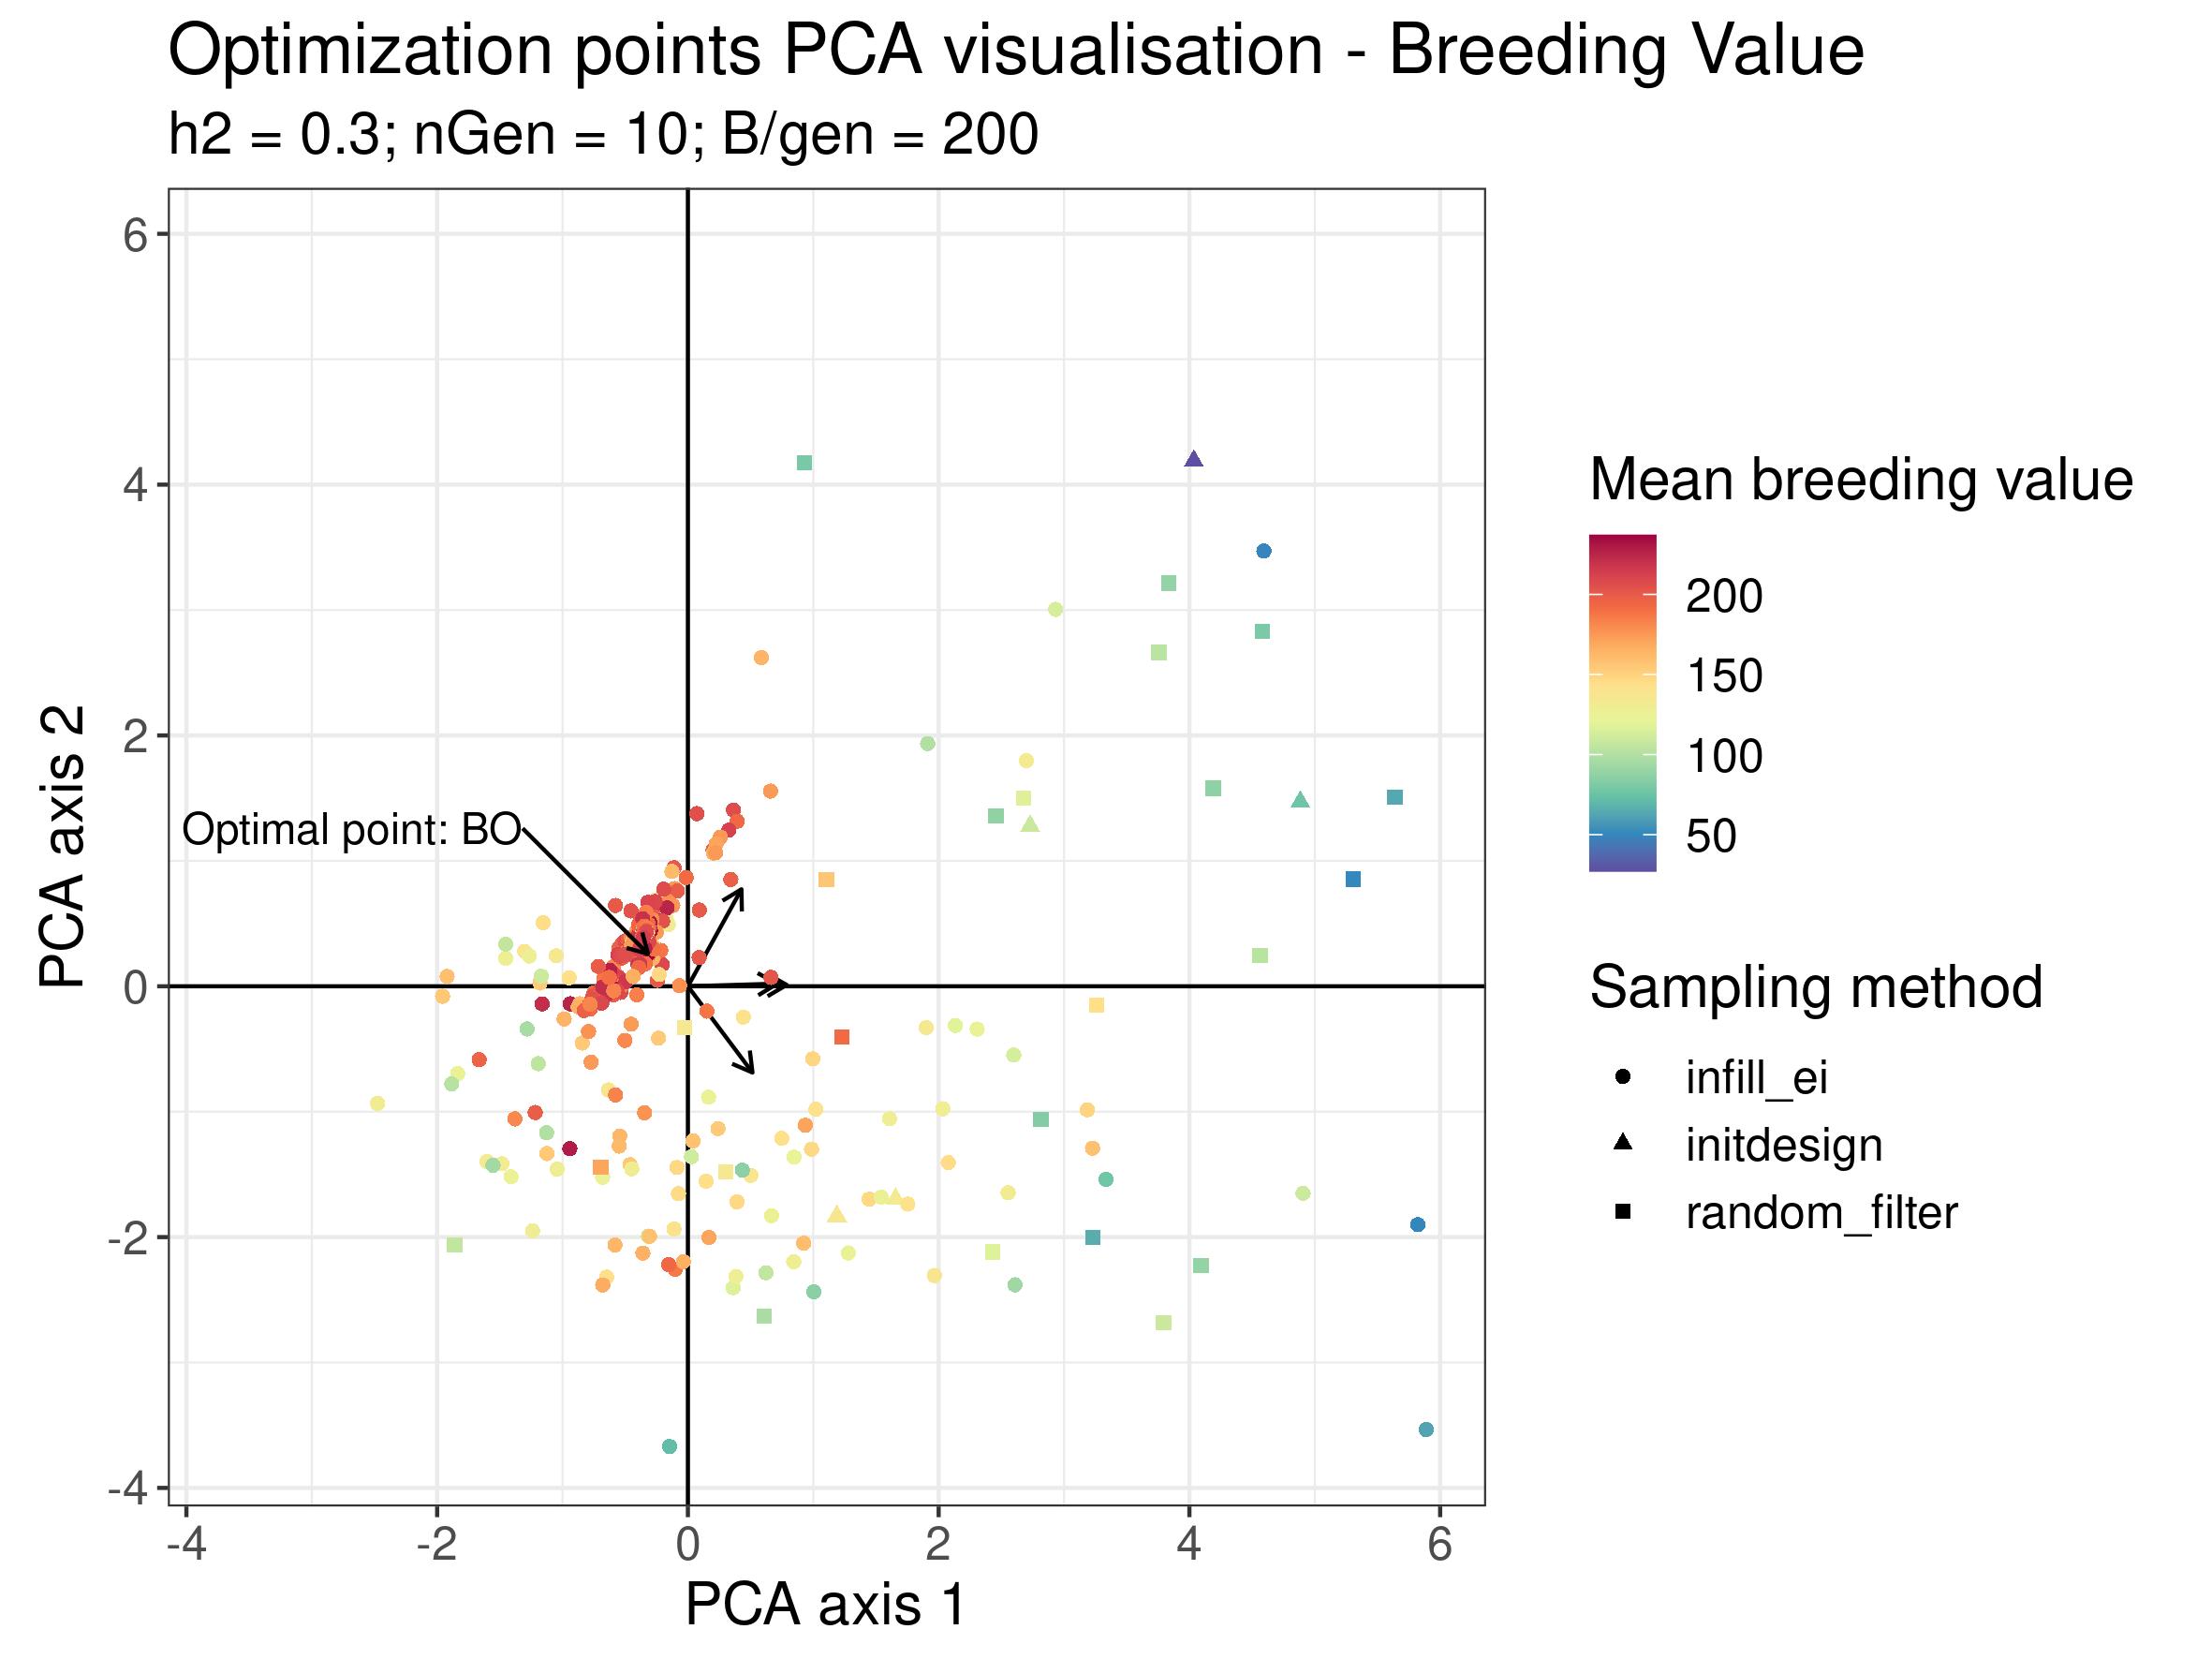 Optimization points PCA visualisation - Breeding Value
h2 = 0.3; nGen = 10; B/gen = 200
6
4
2
0
-2
-4
PCA axis 2
Optimal point: BO
-4
-2
0
2
4
6
PCA axis 1
Mean breeding value
200
150
100
50
Sampling method
infill_ei
initdesign
random_filter